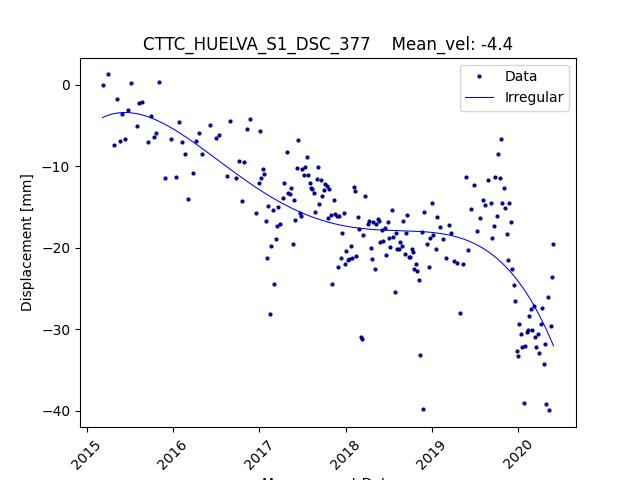 CTTC_HUELVA_S1_DSC_377    Mean_vel: -4.4
Data
Irregular
Displacement [mm]
0
−10
−20
−30
−40
2015
2016
2017
2018
2019
2020